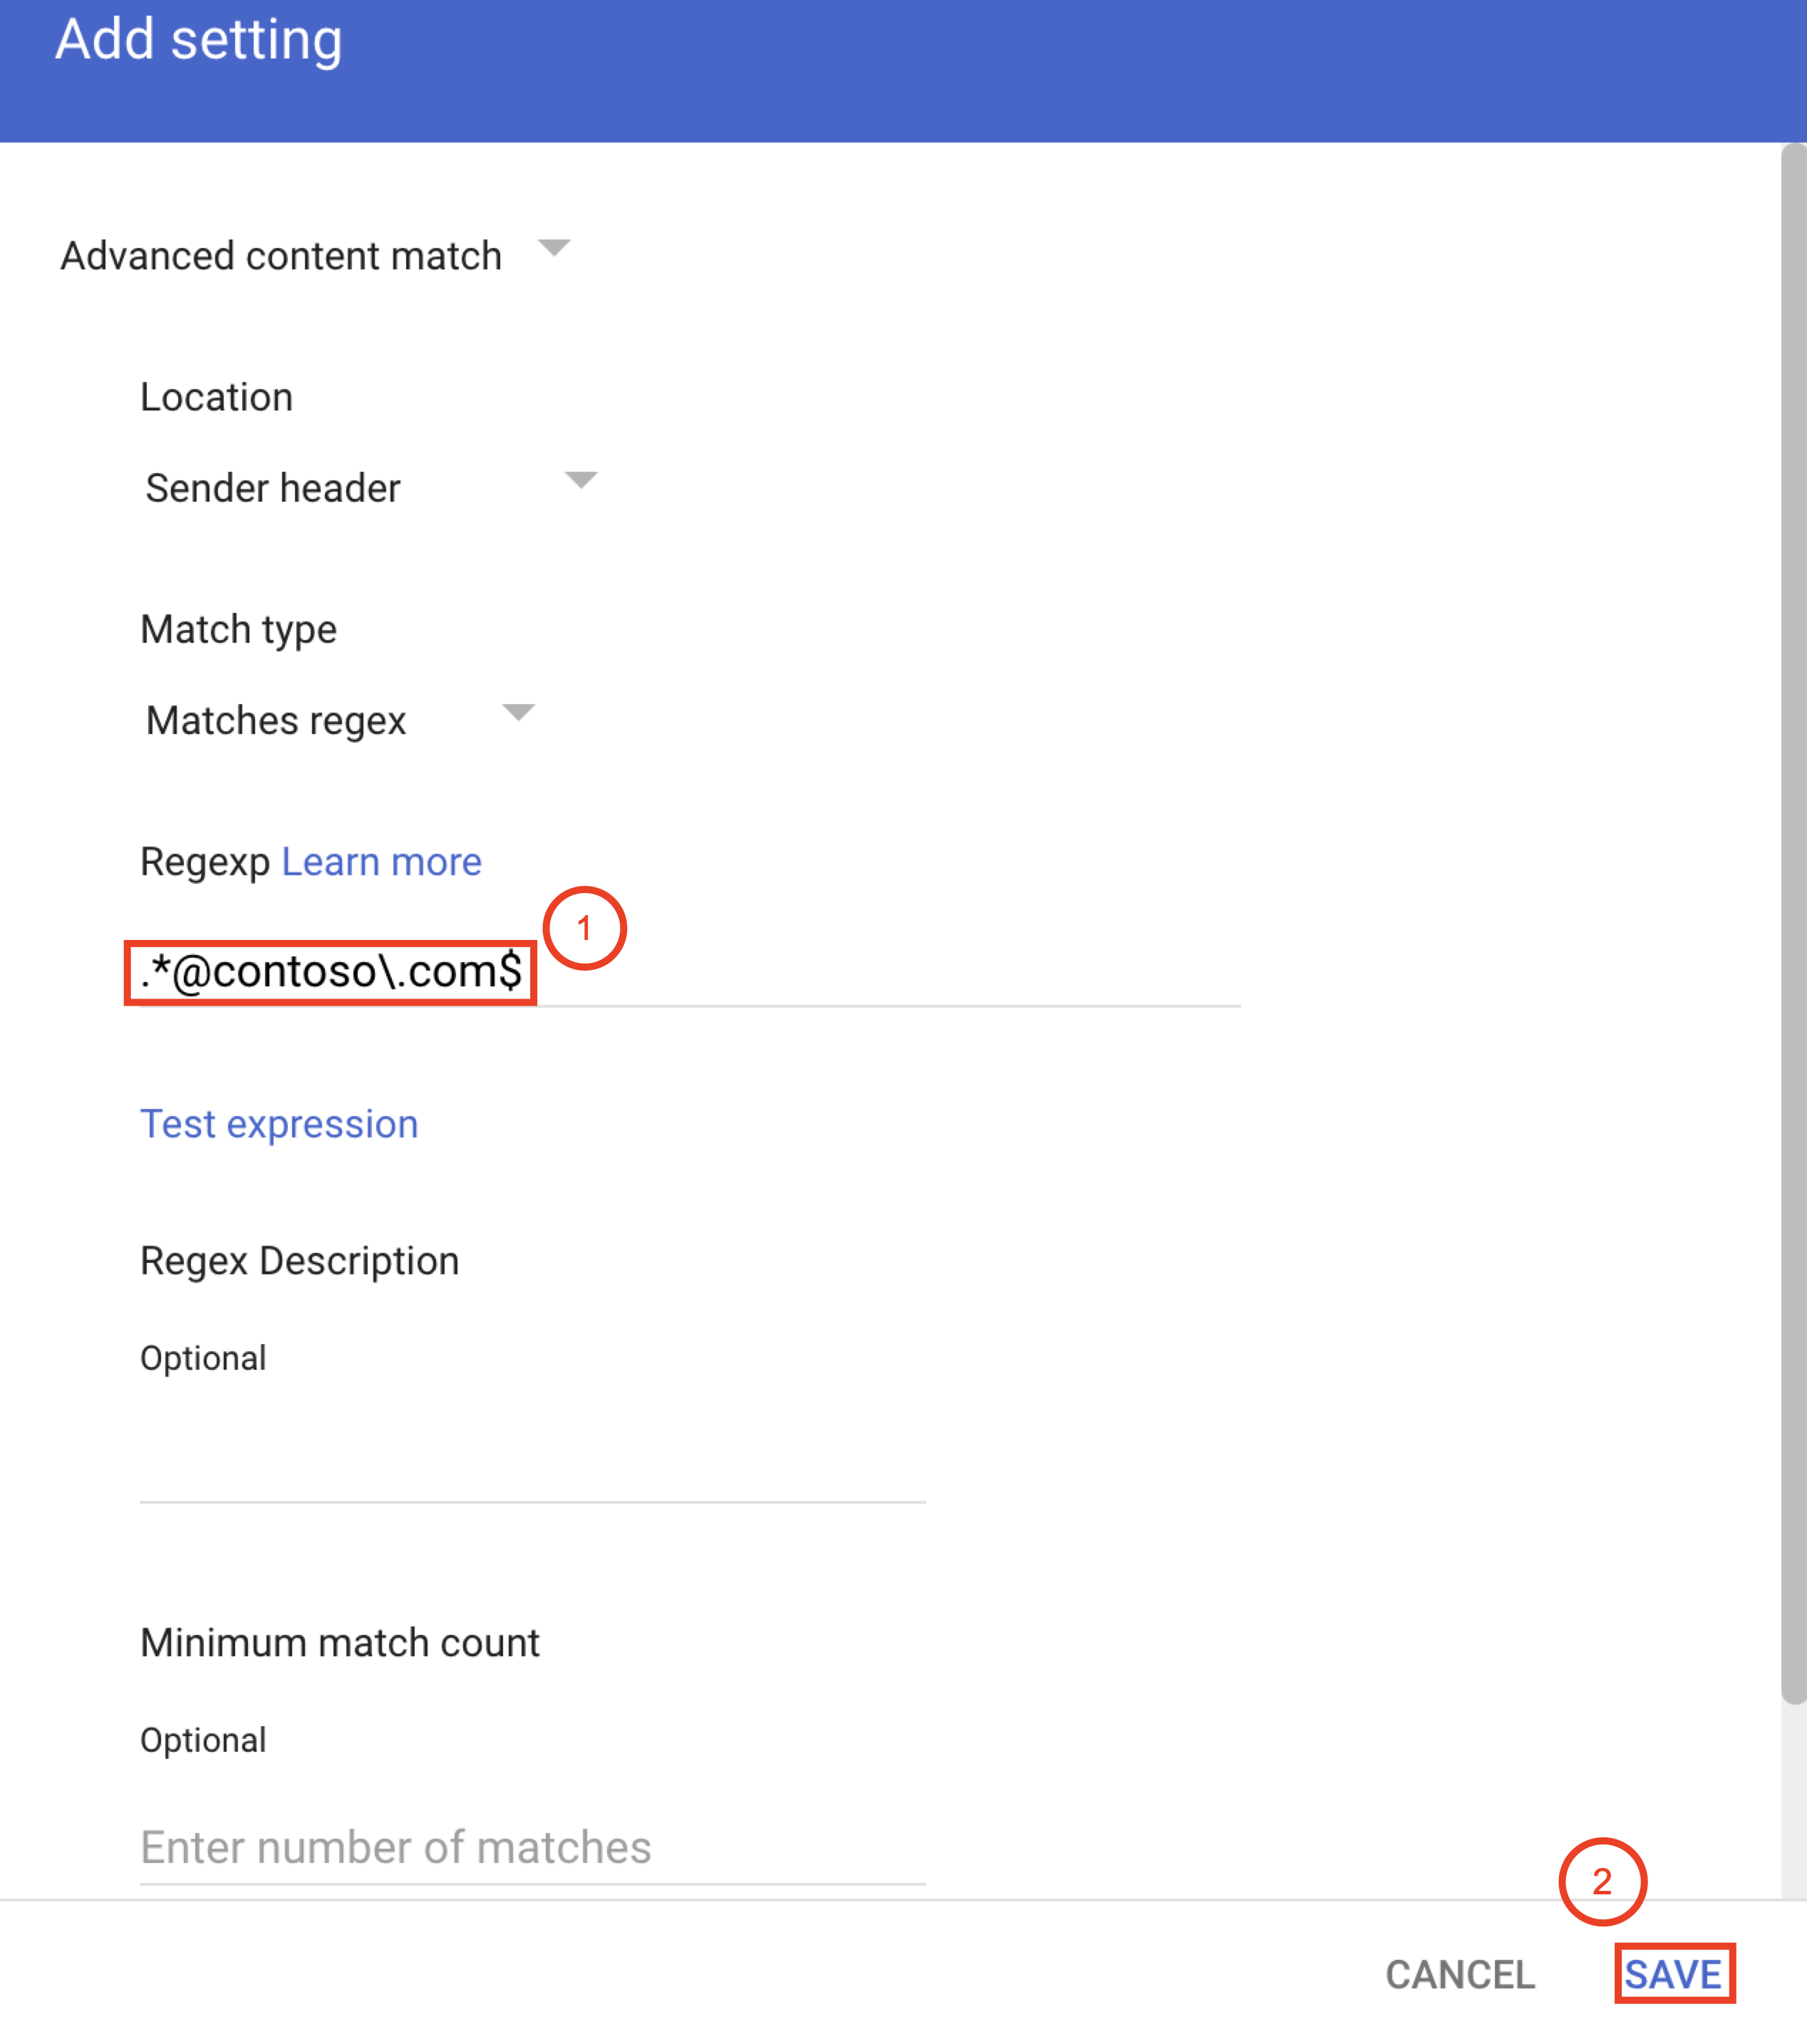 Add setting
Advanced content match
Location
Sender header
Match type
Matches regex
Regexp Learn more
1
.*@contoso\.com$
Test expression
Regex Description
Optional
Minimum match count
Optional
Enter number of matches
2
CANCEL SAVE